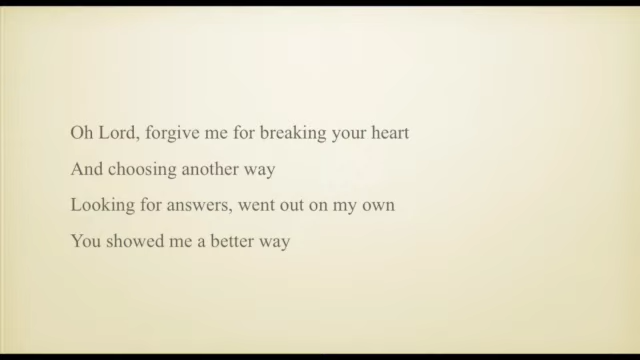 Oh Lord, forgive me for breaking your heart
And choosing another way
Looking for answers, went out on my own
You showed me a better way